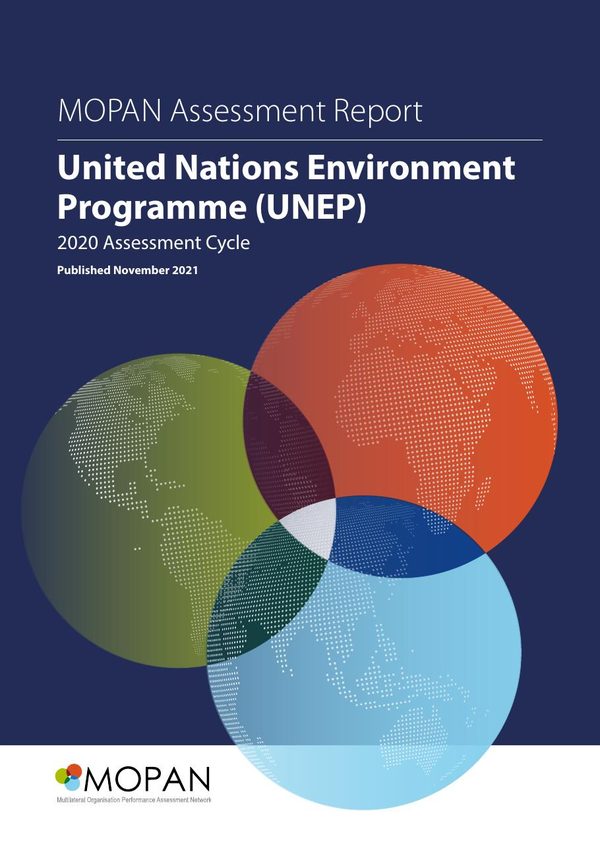 MOPAN Assessment Report
United Nations Environment
Programme (UNEP)
2020 Assessment Cycle
Published November 2021
MOPAN
Multilateral Organisation Performance Assessment Network